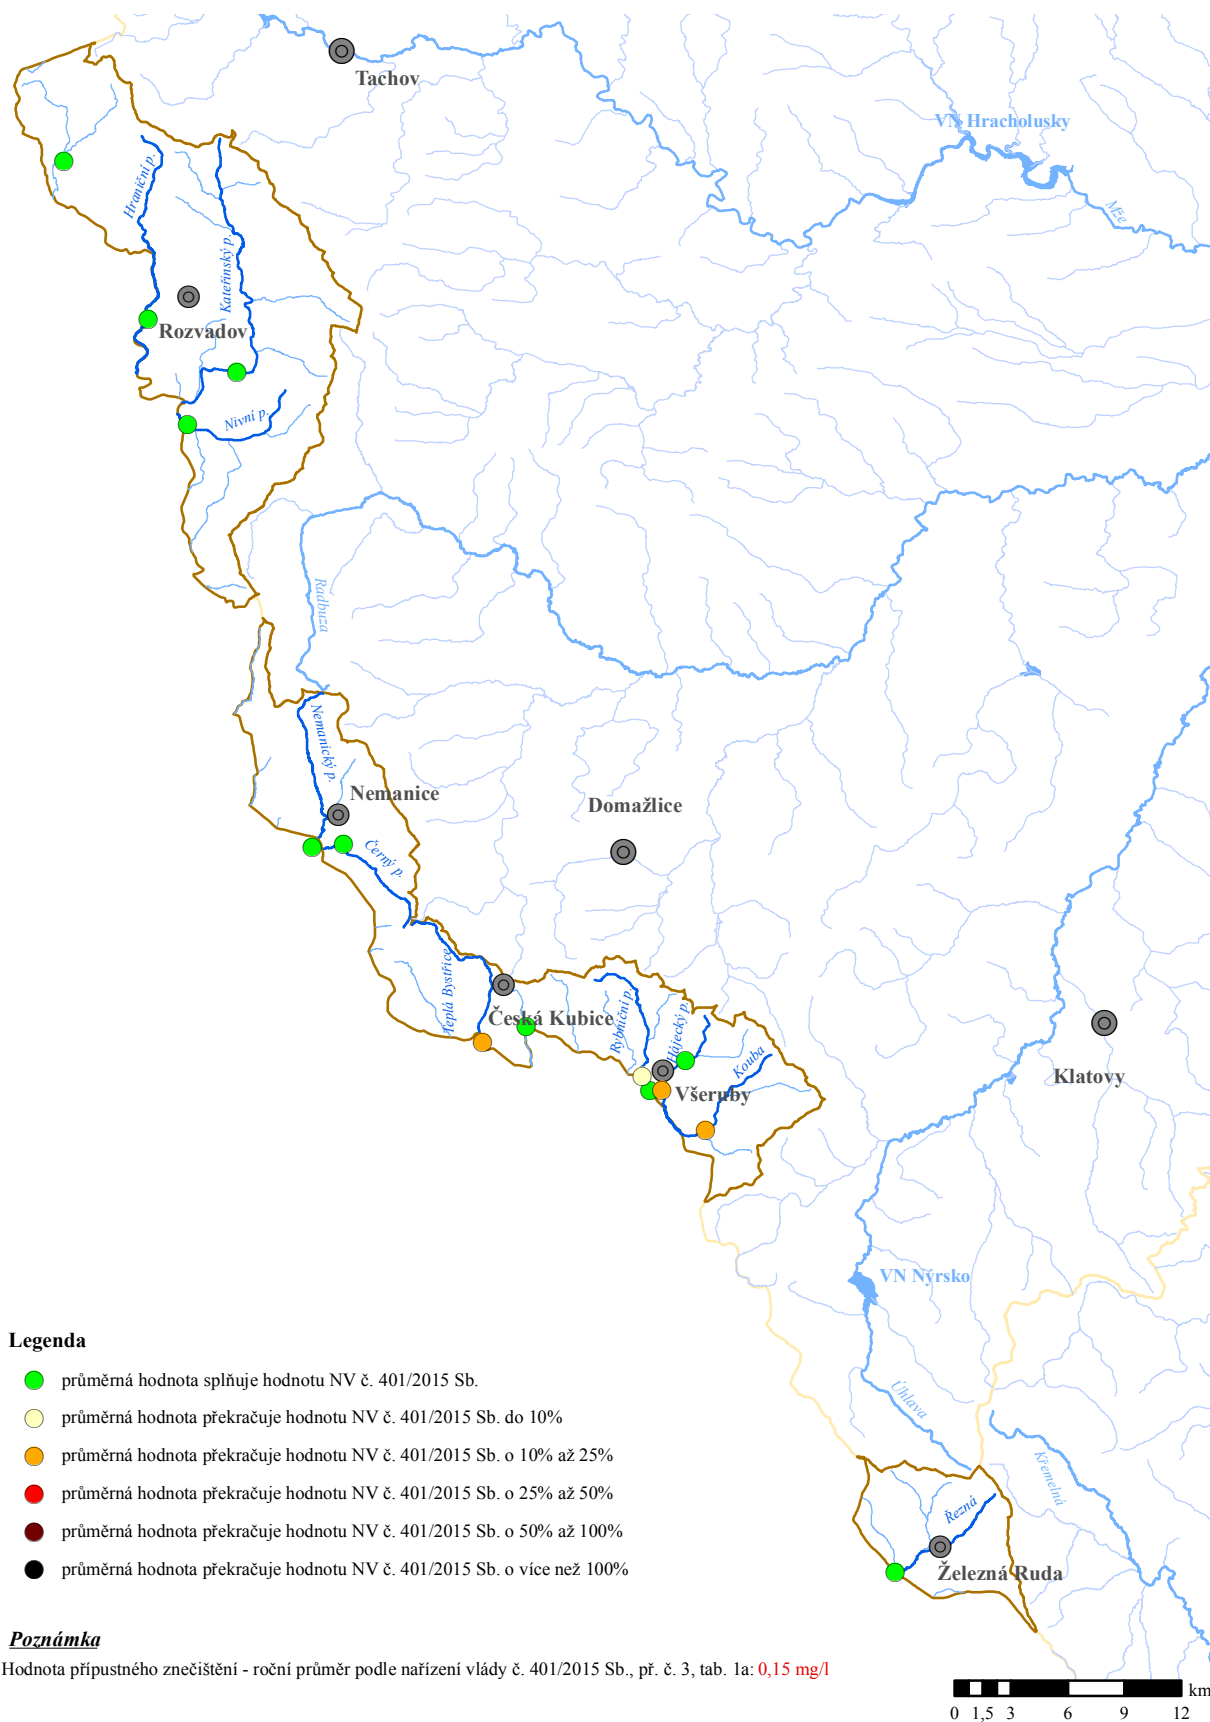 Tachov
VN Hracholusky
Mže
Hraniční p.
Kateřinský p.
Rozvadov
Nivní p.
Radbuza
Nemanický p.
Nemanice
Domažlice
Černý p.
Teplá Bystřice
Česká Kubice
Rybniční p.
Hájecký p.
Kouba
Všeruby
Klatovy
VN Nýrsko
Úhlava
Křemelná
Řezná
Železná Ruda
Legenda
průměrná hodnota splňuje hodnotu NV č. 401/2015 Sb.
průměrná hodnota překračuje hodnotu NV č. 401/2015 Sb. do 10%
průměrná hodnota překračuje hodnotu NV č. 401/2015 Sb. o 10% až 25%
průměrná hodnota překračuje hodnotu NV č. 401/2015 Sb. o 25% až 50%
průměrná hodnota překračuje hodnotu NV č. 401/2015 Sb. o 50% až 100%
průměrná hodnota překračuje hodnotu NV č. 401/2015 Sb. o více než 100%
Poznámka
Hodnota přípustného znečištění - roční průměr podle nařízení vlády č. 401/2015 Sb., př. č. 3, tab. 1a: 0,15 mg/l
km
0 1,5 3 6 9 12